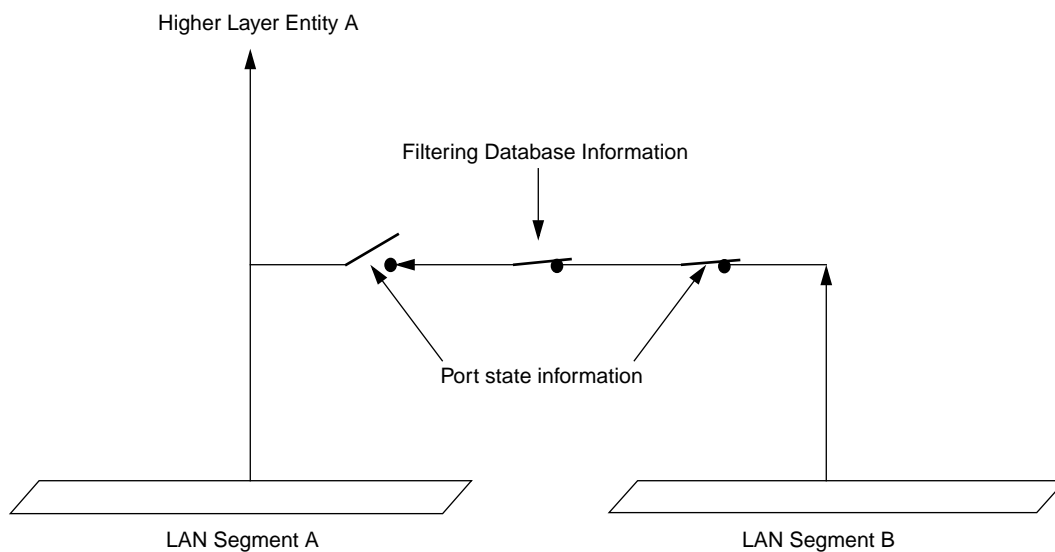 Higher Layer Entity A
Filtering Database Information
Port state information
LAN Segment A
LAN Segment B